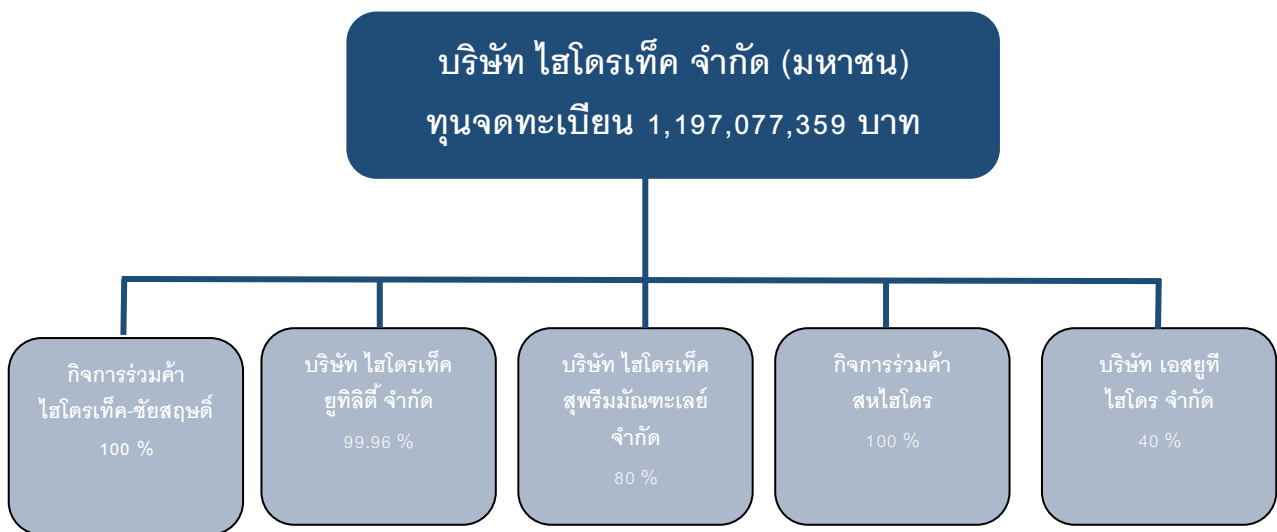 บริษัท ไฮโดรเท็ค จำกัด (มหาชน)
ทุนจดทะเบียน 1,197,077,359 บาท
กิจการร่วมค้า
ไฮโดรเท็ค-ชัยสฤษดิ์
100 %
บริษัท ไฮโดรเท็ค
ยูทิลิตี้ จำกัด
99.96 %
บริษัท ไฮโดรเท็ค
สุพรีมมัณฑะเลย์
จำกัด
80 %
กิจการร่วมค้า
สหไฮโดร
100 %
บริษัท เอสยูที
ไฮโดร จำกัด
40 %